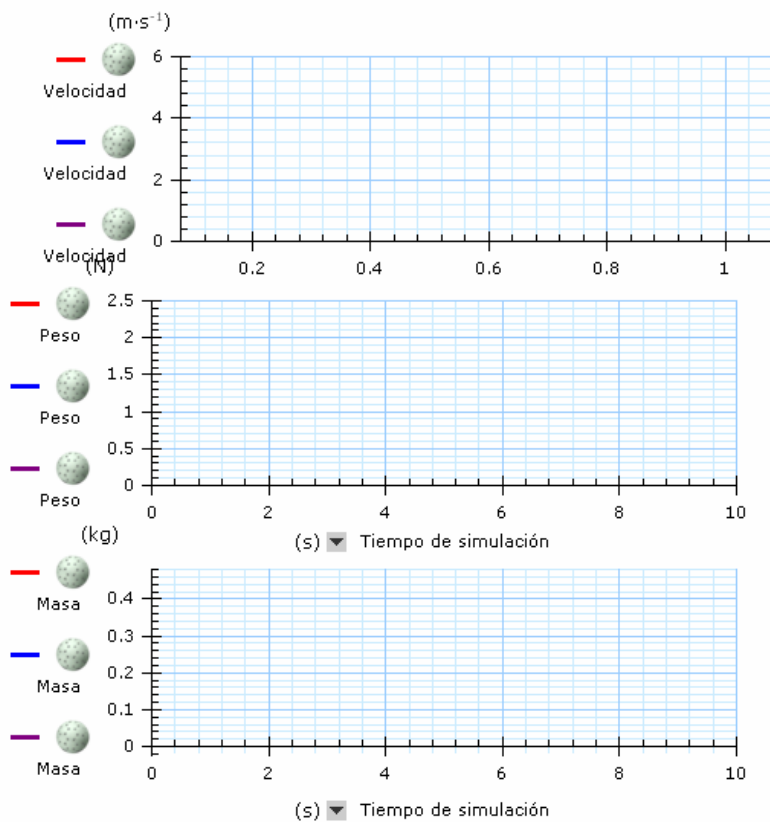 (m·s⁻¹)
Velocidad
Velocidad
Velocidad
6
4
2
0
0.2 0.4 0.6 0.8 1
(N)
Peso
Peso
Peso
2.5
2
1.5
1
0.5
0
0 2 4 6 8 10
(s) Tiempo de simulación
(kg)
Masa
Masa
Masa
0.4
0.3
0.2
0.1
0
0 2 4 6 8 10
(s) Tiempo de simulación